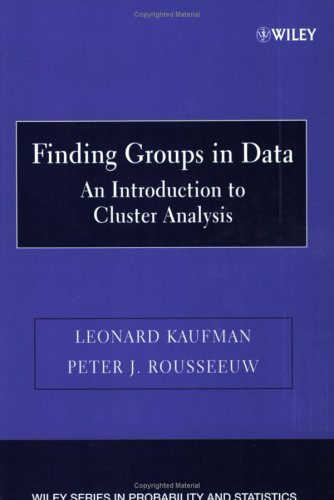 WILEY
Finding Groups in Data
An Introduction to
Cluster Analysis
LEONARD KAUFMAN
PETER J. ROUSSEEUW
WILEY SERIES IN PROBABILITY AND STATISTICS